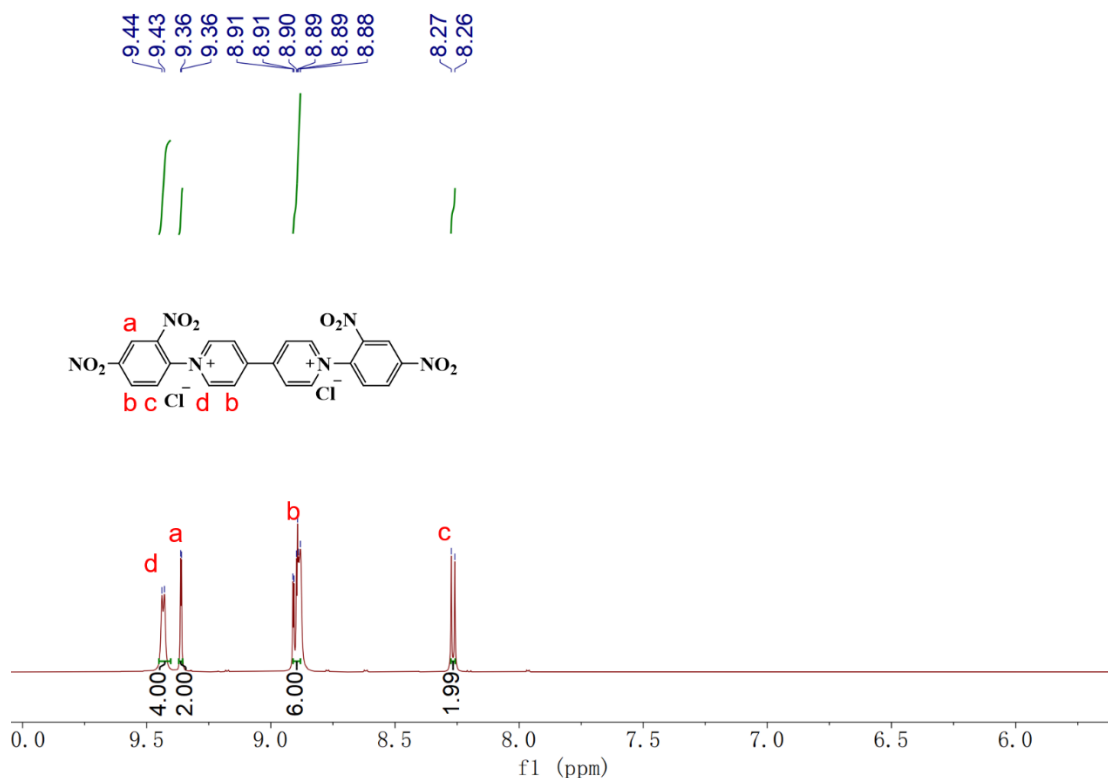 9.44 9.43 9.36 9.36 8.91 8.91 8.90 8.89 8.89 8.88 8.27 8.26
a NO₂ O₂N
NO₂ N + + N NO₂
b c Cl⁻ d b Cl⁻
b
a c
d
4.00 2.00 6.00 1.99
0.0 9.5 9.0 8.5 8.0 7.5 7.0 6.5 6.0
f1 (ppm)